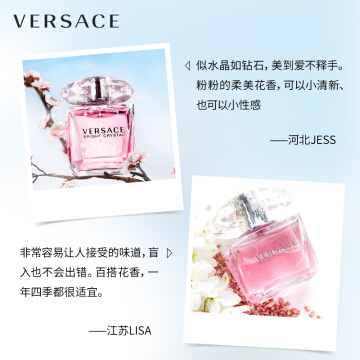 VERSACE
似水晶如钻石，美到爱不释手。
粉粉的柔美花香，可以小清新、
也可以小性感
——河北JESS
VERSACE
BRIGHT CRYSTAL
非常容易让人接受的味道，盲
入也不会出错。百搭花香，一
年四季都很适宜。
——江苏LISA
VERSACE